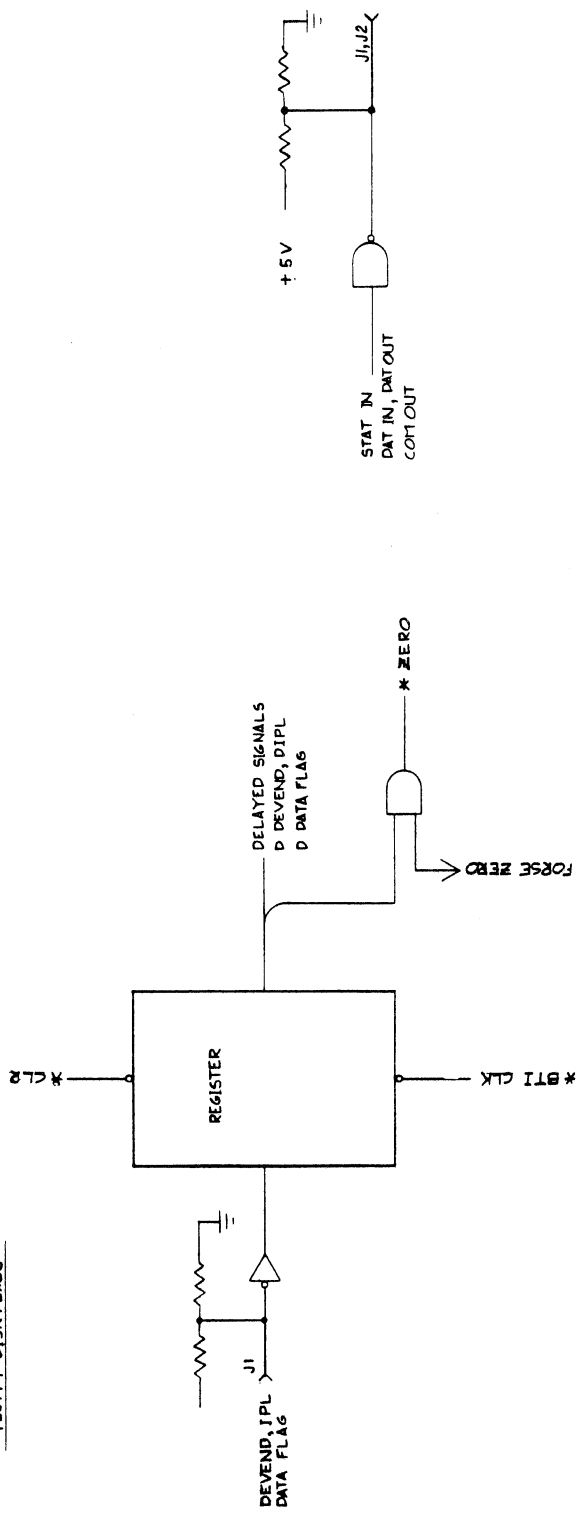 DEVEND, IPL
DATA FLAG
J1
* CLR
REGISTER
* BTI CLK
DELAYED SIGNALS
D DEVEND, DIPL
D DATA FLAG
FORSE ZERO
* ZERO
STAT IN
DAT IN, DAT OUT
COM OUT
+5V
J1, J2